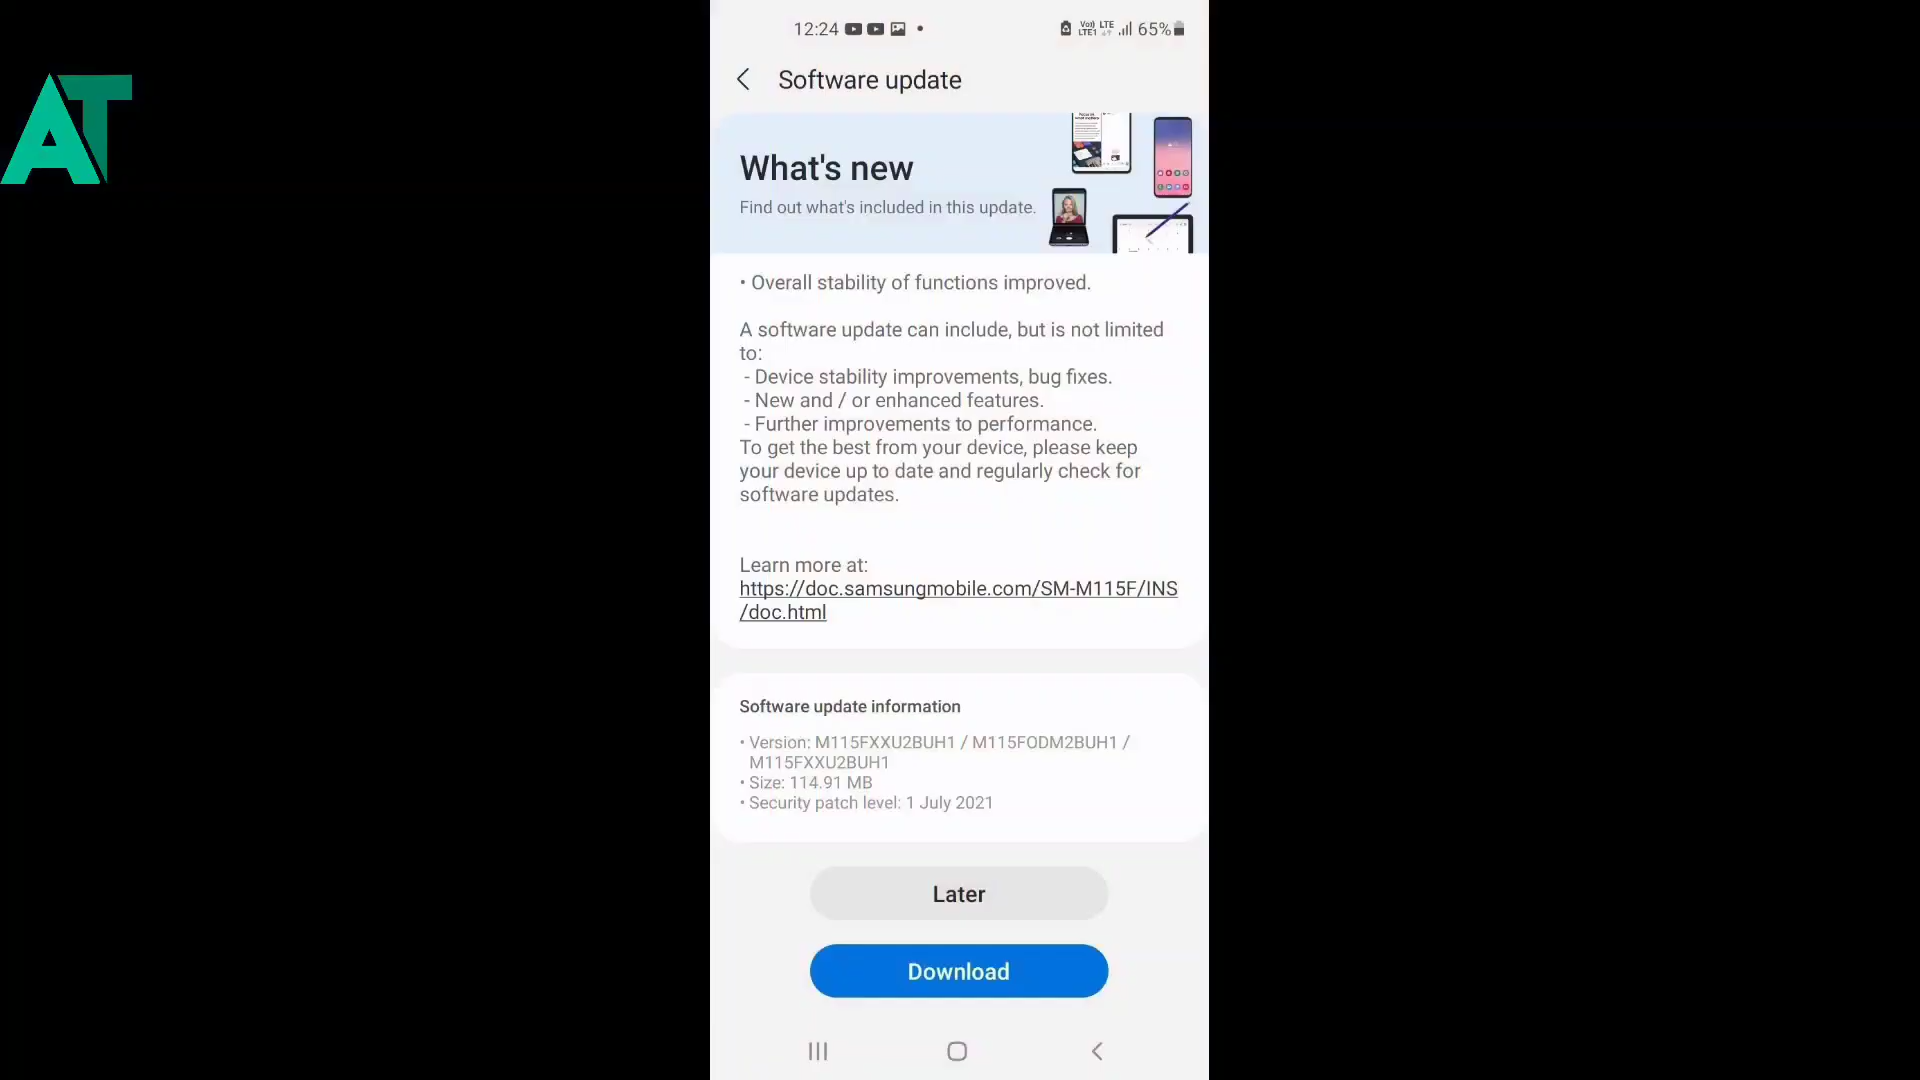 AT
12:24
Vo)) LTE
LTE1
65%
Software update
What's new
Find out what's included in this update.
• Overall stability of functions improved.
A software update can include, but is not limited
to:
- Device stability improvements, bug fixes.
- New and / or enhanced features.
- Further improvements to performance.
To get the best from your device, please keep
your device up to date and regularly check for
software updates.
Learn more at:
https://doc.samsungmobile.com/SM-M115F/INS
/doc.html
Software update information
• Version: M115FXXU2BUH1 / M115FODM2BUH1 /
M115FXXU2BUH1
• Size: 114.91 MB
• Security patch level: 1 July 2021
Later
Download